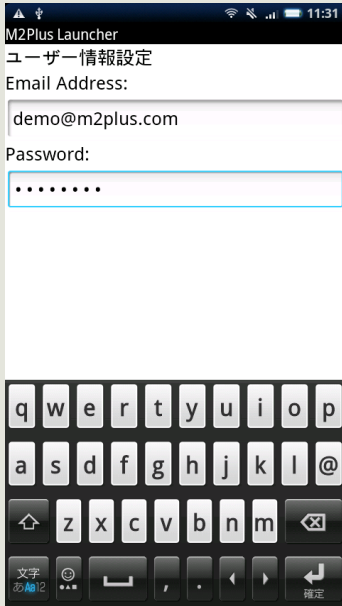 11:31
M2Plus Launcher
ユーザー情報設定
Email Address:
demo@m2plus.com
Password:
••••••••
q w e r t y u i o p
a s d f g h j k l @
z x c v b n m
文字 , .
あAa12 確定